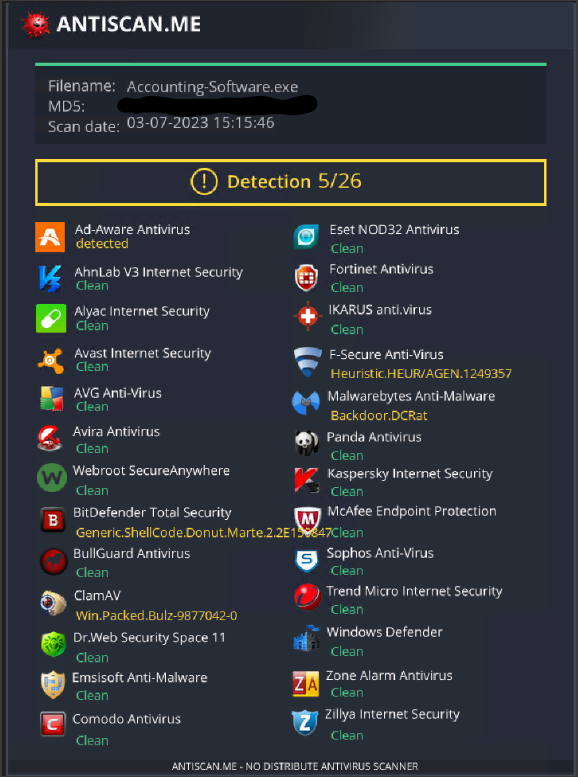 ANTISCAN.ME
Filename: Accounting-Software.exe
MD5:
Scan date: 03-07-2023 15:15:46
Detection 5/26
Ad-Aware Antivirus
detected
AhnLab V3 Internet Security
Clean
Alyac Internet Security
Clean
Avast Internet Security
Clean
AVG Anti-Virus
Clean
Avira Antivirus
Clean
Webroot SecureAnywhere
Clean
BitDefender Total Security
Generic.ShellCode.Donut.Marte.2.2E150847
BullGuard Antivirus
Clean
ClamAV
Win.Packed.Bulz-9877042-0
Dr.Web Security Space 11
Clean
Emsisoft Anti-Malware
Clean
Comodo Antivirus
Clean
Eset NOD32 Antivirus
Clean
Fortinet Antivirus
Clean
IKARUS anti.virus
Clean
F-Secure Anti-Virus
Heuristic.HEUR/AGEN.1249357
Malwarebytes Anti-Malware
Backdoor.DCRat
Panda Antivirus
Clean
Kaspersky Internet Security
Clean
McAfee Endpoint Protection
Clean
Sophos Anti-Virus
Clean
Trend Micro Internet Security
Clean
Windows Defender
Clean
Zone Alarm Antivirus
Clean
Zillya Internet Security
Clean
ANTISCAN.ME - NO DISTRIBUTE ANTIVIRUS SCANNER